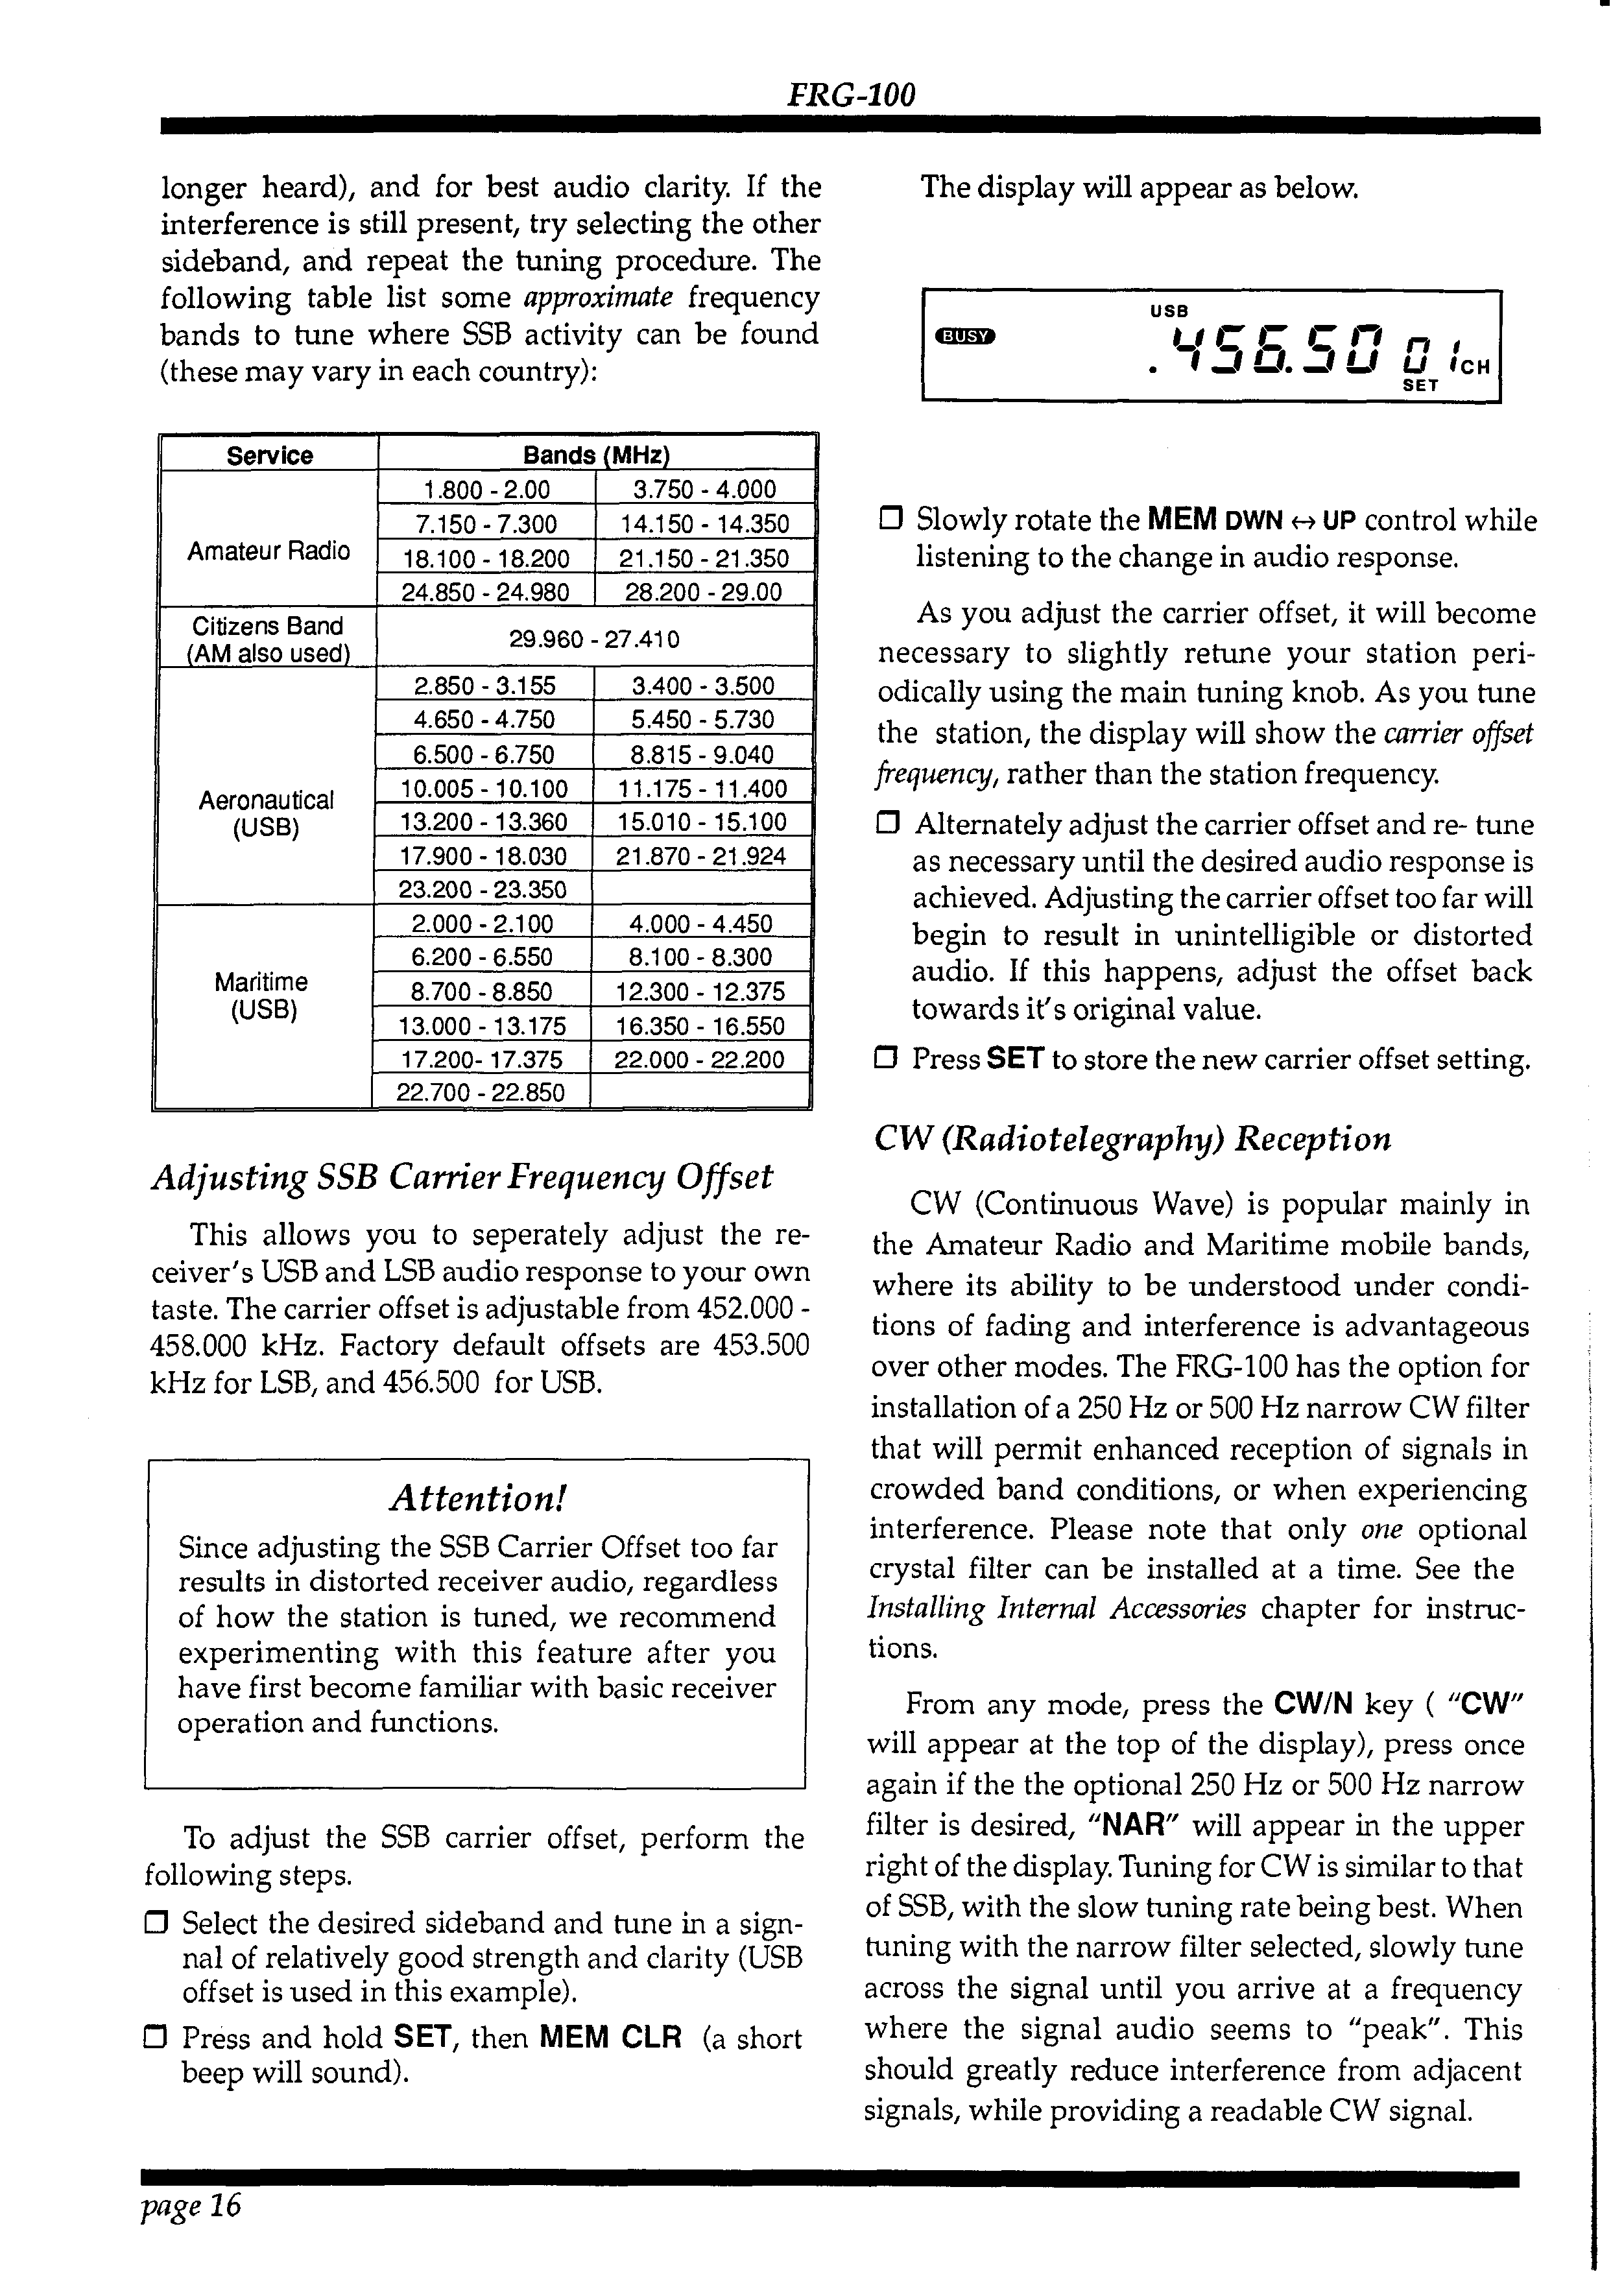 FRG-100
longer heard), and for best audio clarity. If the
interference is still present, try selecting the other
sideband, and repeat the tuning procedure. The
following table list some approximate frequency
bands to tune where SSB activity can be found
(these may vary in each country):
Service Bands (MHz)
Amateur Radio
1.800 - 2.00 3.750 - 4.000
7.150 - 7.300 14.150 - 14.350
18.100 - 18.200 21.150 - 21.350
24.850 - 24.980 28.200 - 29.00
Citizens Band
(AM also used)
29.960 - 27.410
Aeronautical
(USB)
2.850 - 3.155 3.400 - 3.500
4.650 - 4.750 5.450 - 5.730
6.500 - 6.750 8.815 - 9.040
10.005 - 10.100 11.175 - 11.400
13.200 - 13.360 15.010 - 15.100
17.900 - 18.030 21.870 - 21.924
23.200 - 23.350
Maritime
(USB)
2.000 - 2.100 4.000 - 4.450
6.200 - 6.550 8.100 - 8.300
8.700 - 8.850 12.300 - 12.375
13.000 - 13.175 16.350 - 16.550
17.200- 17.375 22.000 - 22.200
22.700 - 22.850
Adjusting SSB Carrier Frequency Offset
This allows you to seperately adjust the re-
ceiver's USB and LSB audio response to your own
taste. The carrier offset is adjustable from 452.000 -
458.000 kHz. Factory default offsets are 453.500
kHz for LSB, and 456.500 for USB.
Attention!
Since adjusting the SSB Carrier Offset too far
results in distorted receiver audio, regardless
of how the station is tuned, we recommend
experimenting with this feature after you
have first become familiar with basic receiver
operation and functions.
To adjust the SSB carrier offset, perform the
following steps.
❐ Select the desired sideband and tune in a sign-
nal of relatively good strength and clarity (USB
offset is used in this example).
❐ Press and hold SET, then MEM CLR (a short
beep will sound).
The display will appear as below.
USB
BUSY .456.50 01CH
SET
❐ Slowly rotate the MEM DWN ↔ UP control while
listening to the change in audio response.
As you adjust the carrier offset, it will become
necessary to slightly retune your station peri-
odically using the main tuning knob. As you tune
the station, the display will show the carrier offset
frequency, rather than the station frequency.
❐ Alternately adjust the carrier offset and re- tune
as necessary until the desired audio response is
achieved. Adjusting the carrier offset too far will
begin to result in unintelligible or distorted
audio. If this happens, adjust the offset back
towards it's original value.
❐ Press SET to store the new carrier offset setting.
CW (Radiotelegraphy) Reception
CW (Continuous Wave) is popular mainly in
the Amateur Radio and Maritime mobile bands,
where its ability to be understood under condi-
tions of fading and interference is advantageous
over other modes. The FRG-100 has the option for
installation of a 250 Hz or 500 Hz narrow CW filter
that will permit enhanced reception of signals in
crowded band conditions, or when experiencing
interference. Please note that only one optional
crystal filter can be installed at a time. See the
Installing Internal Accessories chapter for instruc-
tions.
From any mode, press the CW/N key ( "CW"
will appear at the top of the display), press once
again if the the optional 250 Hz or 500 Hz narrow
filter is desired, "NAR" will appear in the upper
right of the display. Tuning for CW is similar to that
of SSB, with the slow tuning rate being best. When
tuning with the narrow filter selected, slowly tune
across the signal until you arrive at a frequency
where the signal audio seems to "peak". This
should greatly reduce interference from adjacent
signals, while providing a readable CW signal.
page 16